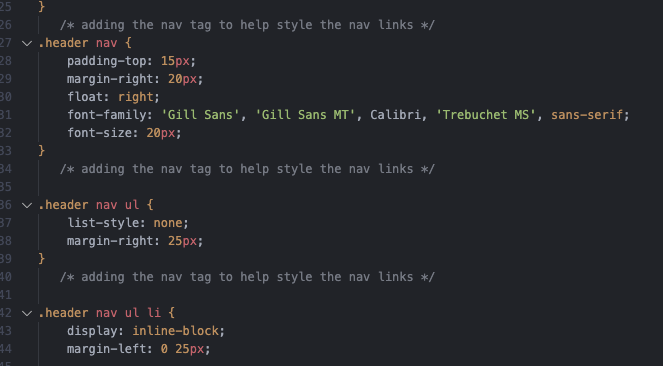 25 }
26 /* adding the nav tag to help style the nav links */
27 .header nav {
28 padding-top: 15px;
29 margin-right: 20px;
30 float: right;
31 font-family: 'Gill Sans', 'Gill Sans MT', Calibri, 'Trebuchet MS', sans-serif;
32 font-size: 20px;
33 }
34 /* adding the nav tag to help style the nav links */
35
36 .header nav ul {
37 list-style: none;
38 margin-right: 25px;
39 }
40 /* adding the nav tag to help style the nav links */
41
42 .header nav ul li {
43 display: inline-block;
44 margin-left: 0 25px;